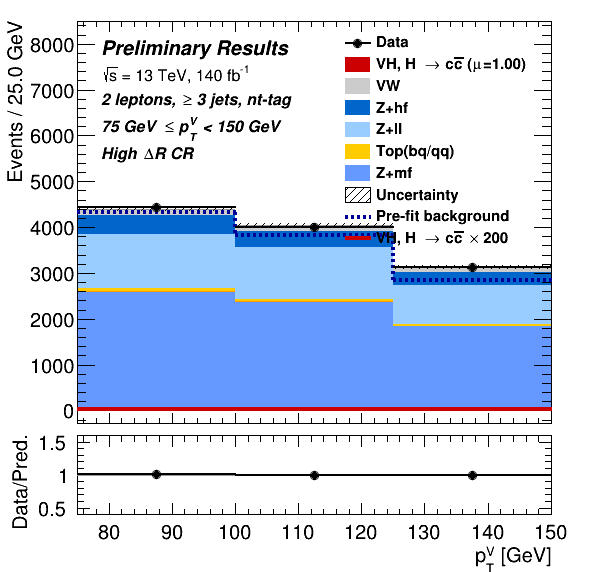 Events / 25.0 GeV
8000
7000
6000
5000
4000
3000
2000
1000
0
Preliminary Results
√s = 13 TeV, 140 fb⁻¹
2 leptons, ≥ 3 jets, nt-tag
75 GeV ≤ p_T^V < 150 GeV
High ΔR CR
Data
VH, H → cc̅ (μ=1.00)
VW
Z+hf
Z+ll
Top(bq/qq)
Z+mf
Uncertainty
Pre-fit background
VH, H → cc̅ × 200
Data/Pred.
1.5
1
0.5
80 90 100 110 120 130 140 150
p_T^V [GeV]